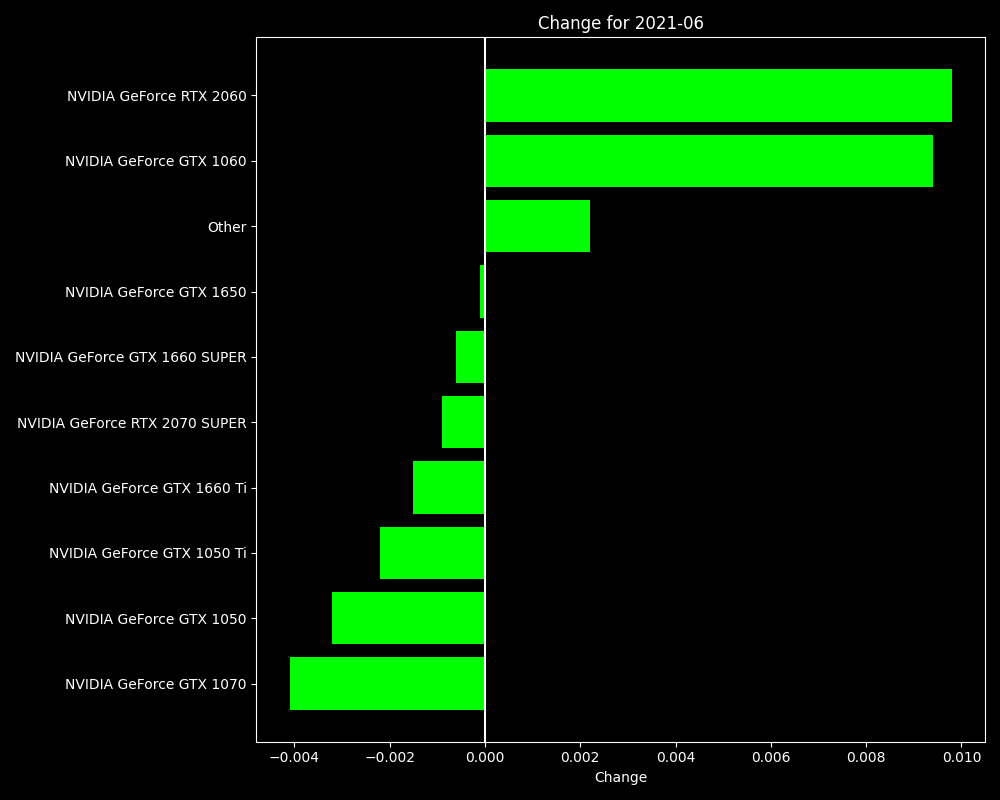 Change for 2021-06
NVIDIA GeForce RTX 2060
NVIDIA GeForce GTX 1060
Other
NVIDIA GeForce GTX 1650
NVIDIA GeForce GTX 1660 SUPER
NVIDIA GeForce RTX 2070 SUPER
NVIDIA GeForce GTX 1660 Ti
NVIDIA GeForce GTX 1050 Ti
NVIDIA GeForce GTX 1050
NVIDIA GeForce GTX 1070
−0.004 −0.002 0.000 0.002 0.004 0.006 0.008 0.010
Change